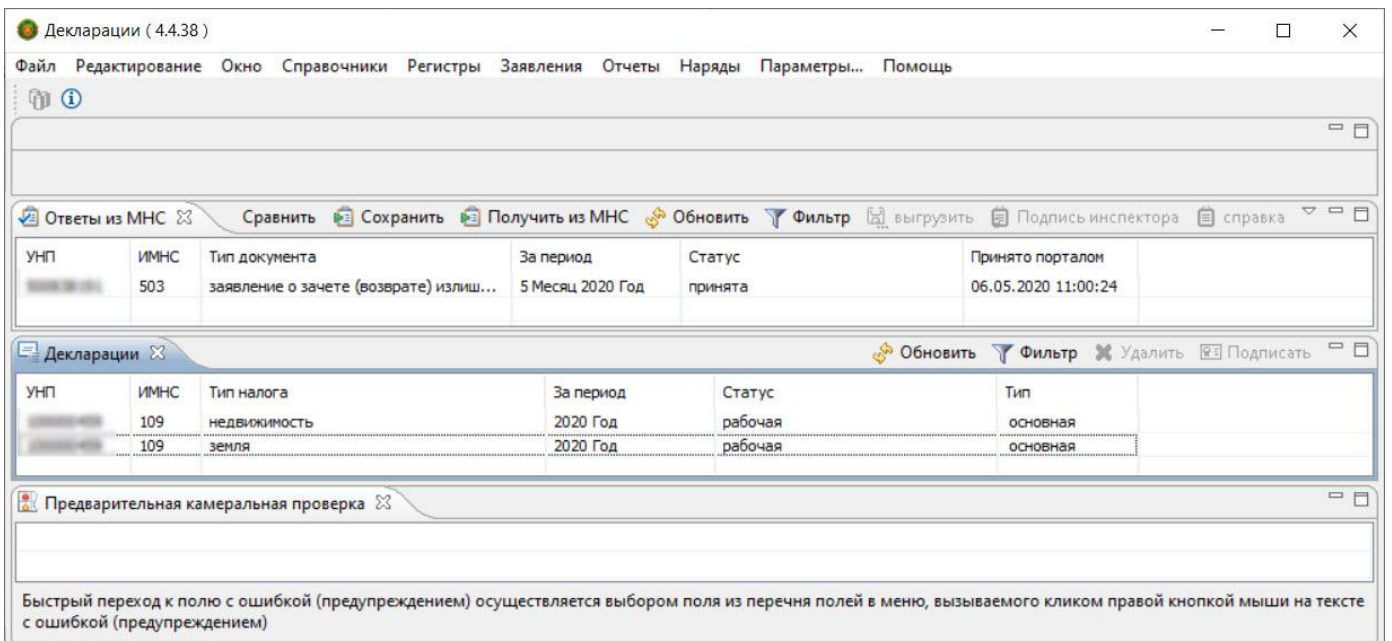 Декларации ( 4.4.38 )
Файл Редактирование Окно Справочники Регистры Заявления Отчеты Наряды Параметры... Помощь
Ответы из МНС Сравнить Сохранить Получить из МНС Обновить Фильтр выгрузить Подпись инспектора справка
УНП ИМНС Тип документа За период Статус Принято порталом
503 заявление о зачете (возврате) излиш... 5 Месяц 2020 Год принята 06.05.2020 11:00:24
Декларации Обновить Фильтр Удалить Подписать
УНП ИМНС Тип налога За период Статус Тип
109 недвижимость 2020 Год рабочая основная
109 земля 2020 Год рабочая основная
Предварительная камеральная проверка
Быстрый переход к полю с ошибкой (предупреждением) осуществляется выбором поля из перечня полей в меню, вызываемого кликом правой кнопкой мыши на тексте
с ошибкой (предупреждением)